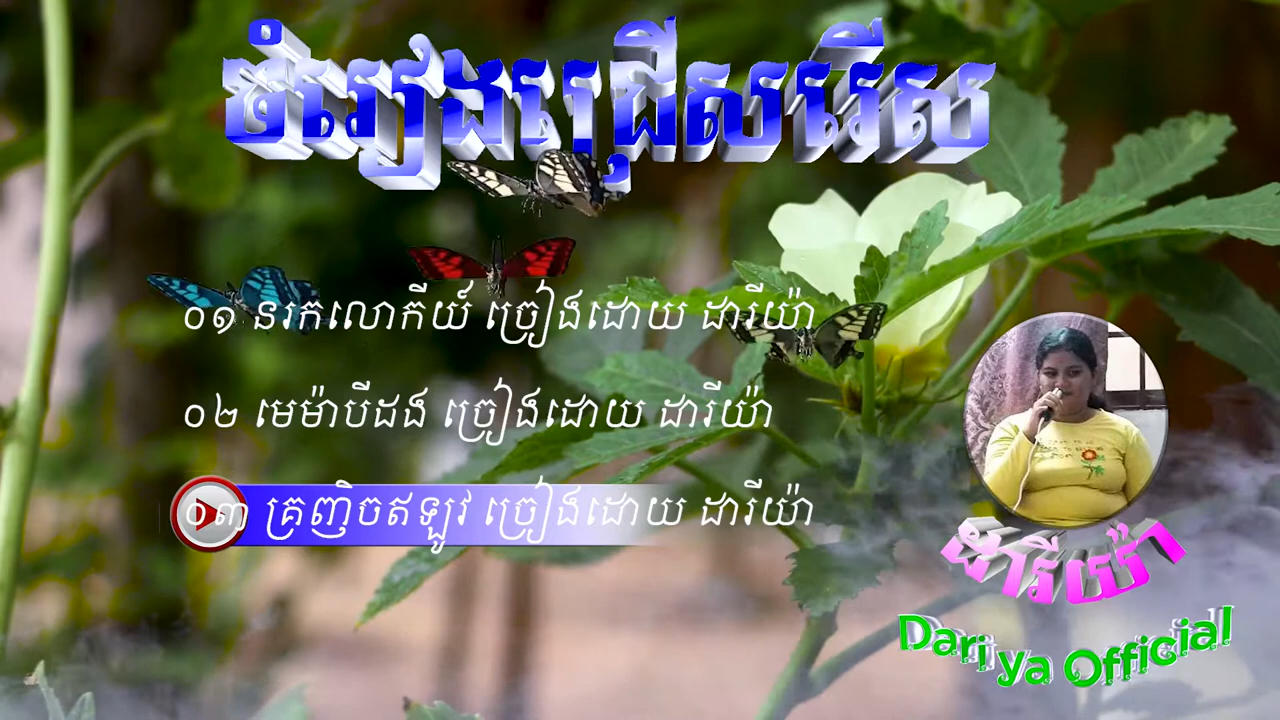 ចំរៀងពជ្រើសរើស
០១ នរកលោកីយ៍ ច្រៀងដោយ ដារីយ៉ា
០២ មេម៉ាបីដង ច្រៀងដោយ ដារីយ៉ា
០៣ គ្រញិចឥឡូវ ច្រៀងដោយ ដារីយ៉ា
ដារីយ៉ា
Dari ya Official